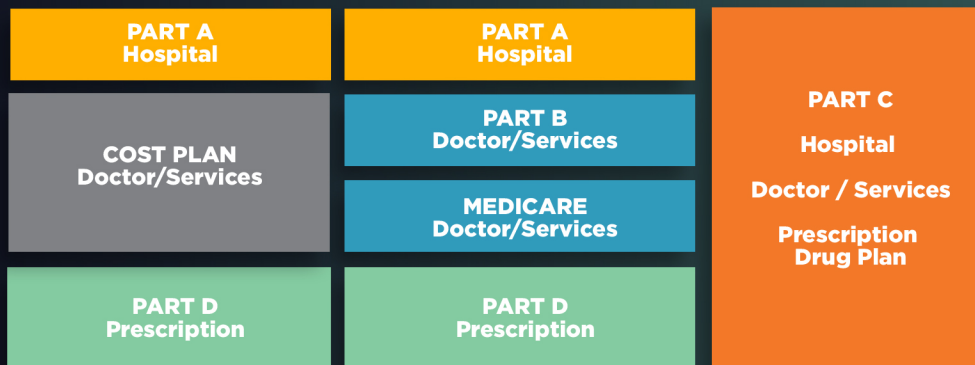 PART A
Hospital
COST PLAN
Doctor/Services
PART D
Prescription
PART A
Hospital
PART B
Doctor/Services
MEDICARE
Doctor/Services
PART D
Prescription
PART C
Hospital
Doctor / Services
Prescription
Drug Plan